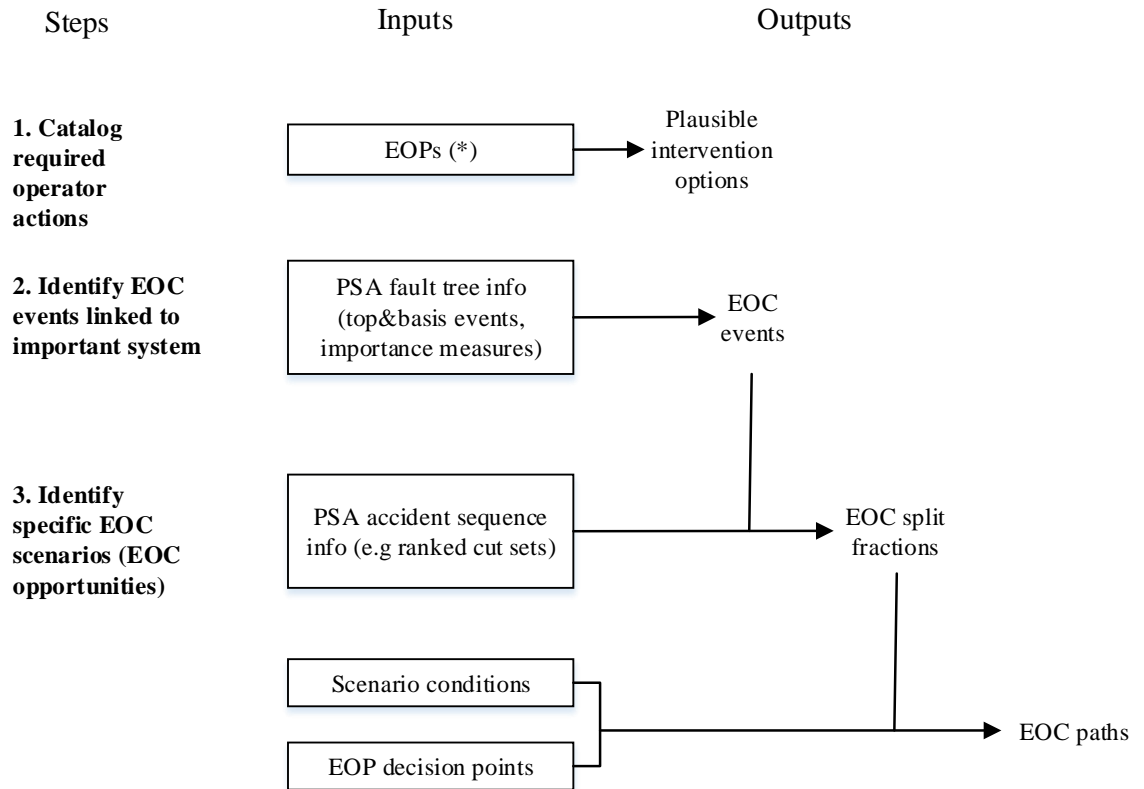 Steps
Inputs
Outputs
1. Catalog
required
operator
actions
EOPs (*)
Plausible
intervention
options
2. Identify EOC
events linked to
important system
PSA fault tree info
(top&basis events,
importance measures)
EOC
events
3. Identify
specific EOC
scenarios (EOC
opportunities)
PSA accident sequence
info (e.g ranked cut sets)
EOC split
fractions
Scenario conditions
EOP decision points
EOC paths